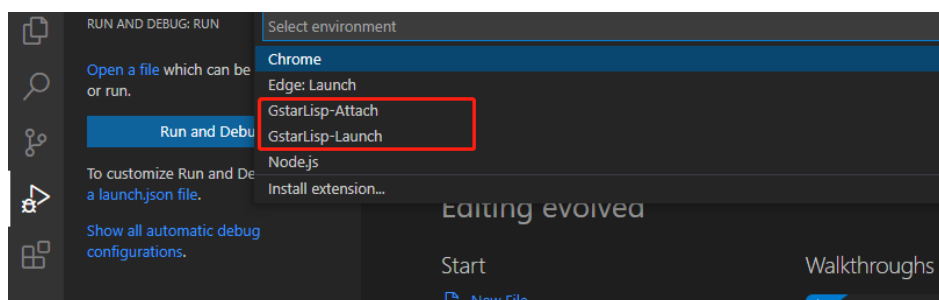 RUN AND DEBUG: RUN
Open a file which can be
or run.
Run and Debu
To customize Run and De
a launch.json file.
Show all automatic debug
configurations.
Select environment
Chrome
Edge: Launch
GstarLisp-Attach
GstarLisp-Launch
Node.js
Install extension...
Editing evolved
Start
New File
Walkthroughs